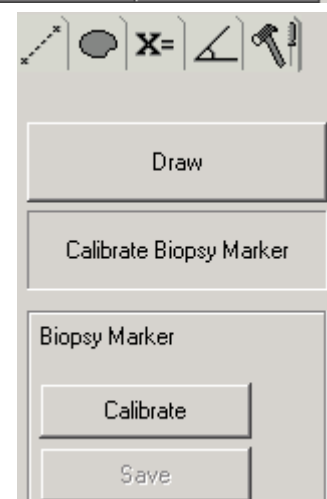 X=
Draw
Calibrate Biopsy Marker
Biopsy Marker
Calibrate
Save